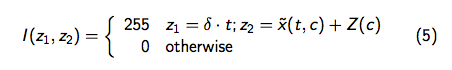 I(z₁, z₂) = { 255 z₁ = δ · t; z₂ = x̃(t, c) + Z(c)
0 otherwise (5)